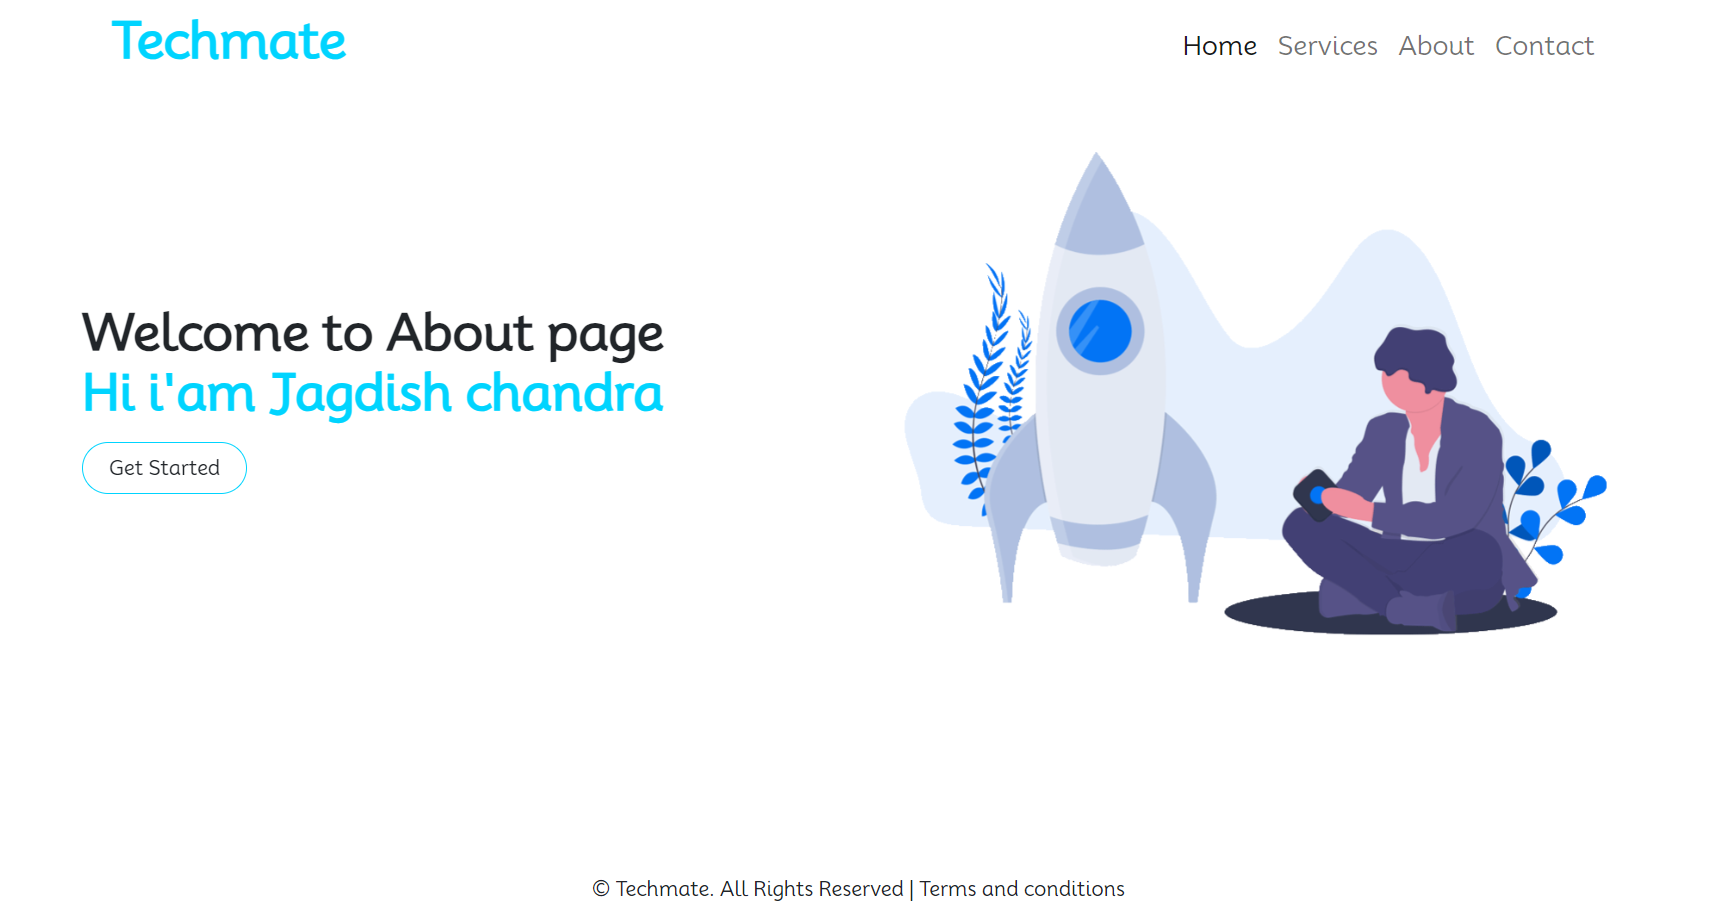 Techmate
Home Services About Contact
Welcome to About page
Hi i'am Jagdish chandra
Get Started
© Techmate. All Rights Reserved | Terms and conditions